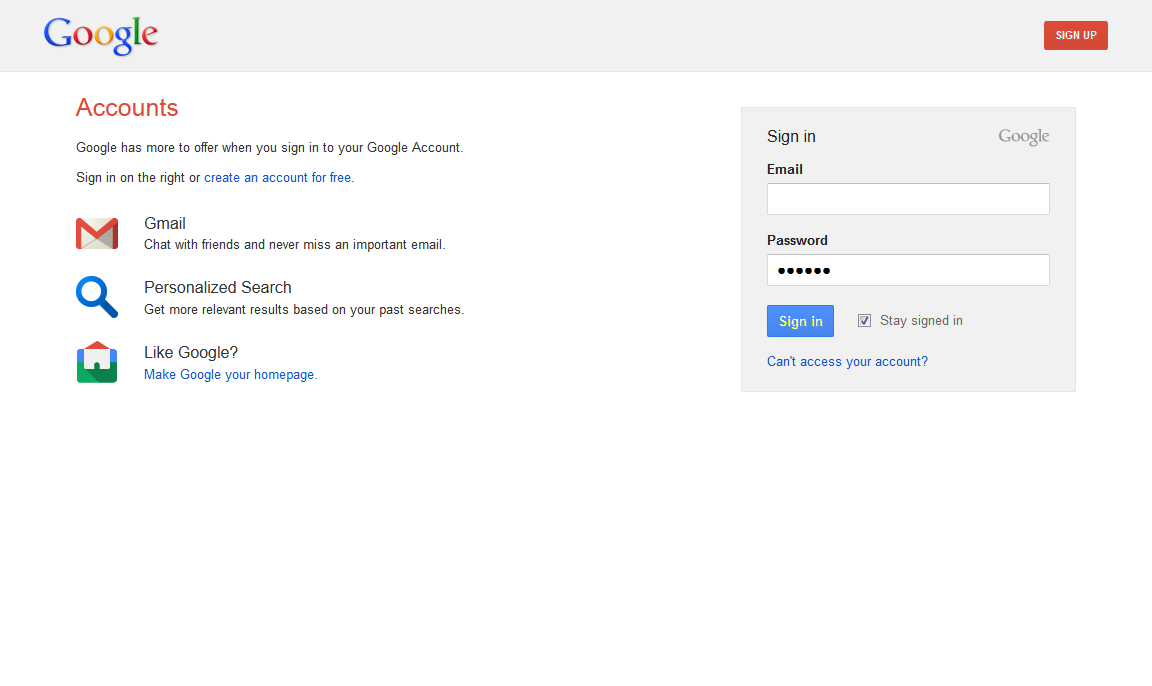 Google
SIGN UP
Accounts
Google has more to offer when you sign in to your Google Account.
Sign in on the right or create an account for free.
Gmail
Chat with friends and never miss an important email.
Personalized Search
Get more relevant results based on your past searches.
Like Google?
Make Google your homepage.
Sign in
Google
Email
Password
••••••
Sign in
Stay signed in
Can't access your account?